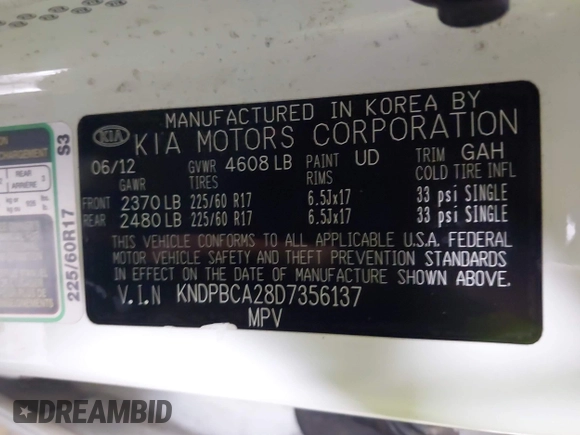 MANUFACTURED IN KOREA BY
KIA KIA MOTORS CORPORATION
06/12 GVWR 4608 LB PAINT UD TRIM GAH
GAWR TIRES RIMS COLD TIRE INFL
FRONT 2370 LB 225/60 R17 6.5Jx17 33 psi SINGLE
REAR 2480 LB 225/60 R17 6.5Jx17 33 psi SINGLE
THIS VEHICLE CONFORMS TO ALL APPLICABLE U.S.A. FEDERAL
MOTOR VEHICLE SAFETY AND THEFT PREVENTION STANDARDS
IN EFFECT ON THE DATE OF MANUFACTURE SHOWN ABOVE.
V.I.N KNDPBCA28D7356137
MPV
S3
225/60R17
REAR
ARRIERE
DREAMBID